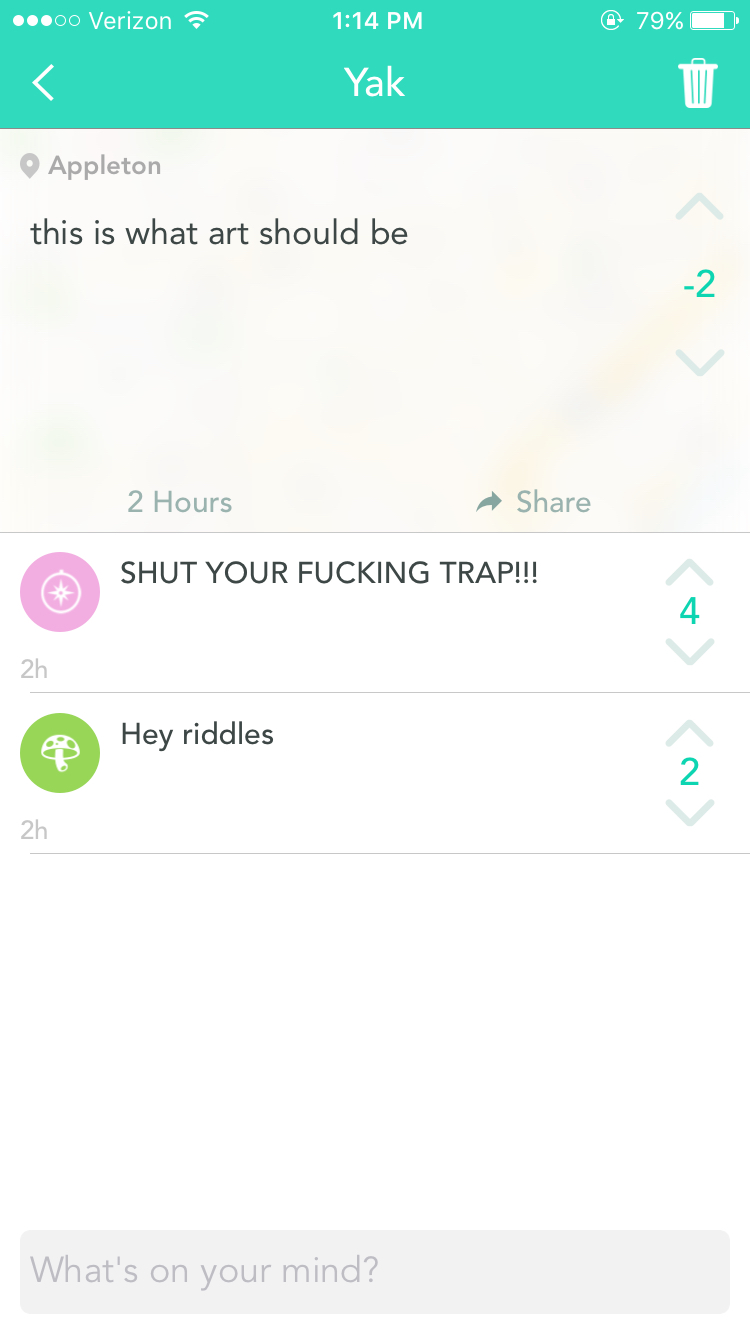 Verizon 1:14 PM 79%
Yak
Appleton
this is what art should be
-2
2 Hours Share
SHUT YOUR FUCKING TRAP!!!
4
2h
Hey riddles
2
2h
What's on your mind?